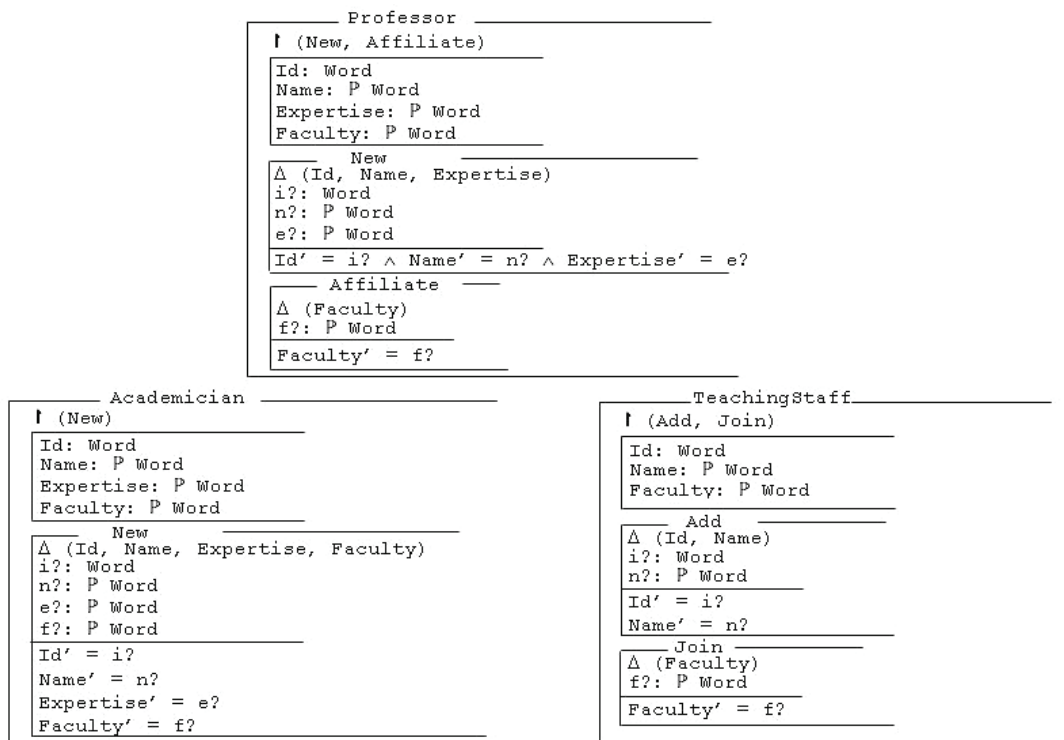 Professor
↾ (New, Affiliate)
Id: Word
Name: ℙ Word
Expertise: ℙ Word
Faculty: ℙ Word
New
Δ (Id, Name, Expertise)
i?: Word
n?: ℙ Word
e?: ℙ Word
Id′ = i? ∧ Name′ = n? ∧ Expertise′ = e?
Affiliate
Δ (Faculty)
f?: ℙ Word
Faculty′ = f?
Academician
↾ (New)
Id: Word
Name: ℙ Word
Expertise: ℙ Word
Faculty: ℙ Word
New
Δ (Id, Name, Expertise, Faculty)
i?: Word
n?: ℙ Word
e?: ℙ Word
f?: ℙ Word
Id′ = i?
Name′ = n?
Expertise′ = e?
Faculty′ = f?
TeachingStaff
↾ (Add, Join)
Id: Word
Name: ℙ Word
Faculty: ℙ Word
Add
Δ (Id, Name)
i?: Word
n?: ℙ Word
Id′ = i?
Name′ = n?
Join
Δ (Faculty)
f?: ℙ Word
Faculty′ = f?